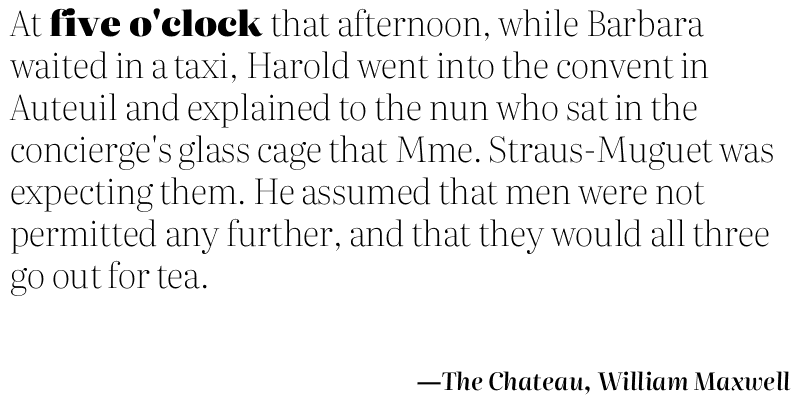 At five o'clock that afternoon, while Barbara
waited in a taxi, Harold went into the convent in
Auteuil and explained to the nun who sat in the
concierge's glass cage that Mme. Straus-Muguet was
expecting them. He assumed that men were not
permitted any further, and that they would all three
go out for tea.
—The Chateau, William Maxwell